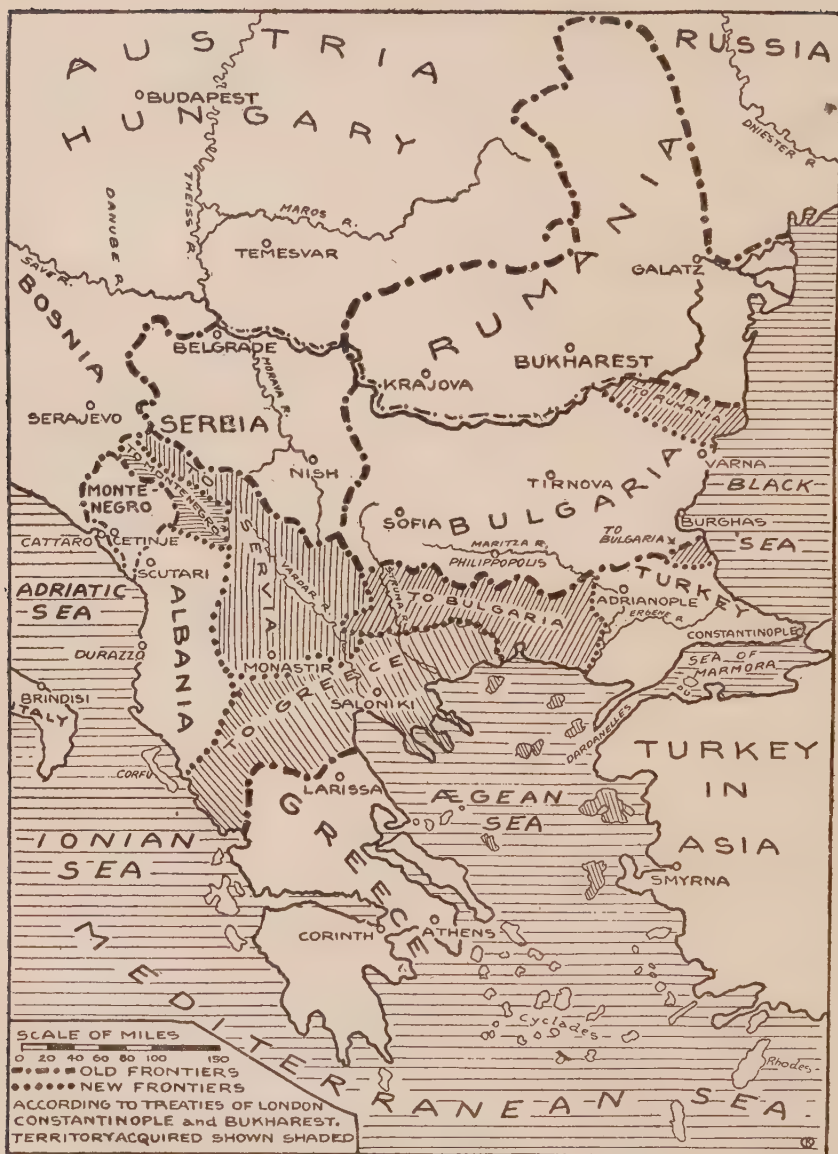 AUSTRIA
HUNGARY
RUSSIA
BUDAPEST
DNIESTER R.
THEISS R.
DANUBE R.
MAROS R.
TEMESVAR
SAVE R.
RUMANIA
GALATZ
BOSNIA
BELGRADE
MORAVA R.
BUKHAREST
KRAJOVA
TO RUMANIA
SERAJEVO
SERBIA
NISH
VARNA
TIRNOVA
BLACK
SEA
MONTE
NEGRO
TO MONTENEGRO
TO
SERVIA
SOFIA
BULGARIA
TO
BULGARIA
BURGHAS
MARITZA R.
PHILIPPOPOLIS
CATTARO
CETINJE
SCUTARI
VARDAR R.
STRUMA R.
TO BULGARIA
TURKEY
ADRIANOPLE
ERGENE R.
ADRIATIC
SEA
ALBANIA
CONSTANTINOPLE
SEA OF
MARMORA
DURAZZO
MONASTIR
TO GREECE
SALONIKI
BRINDISI
ITALY
DARDANELLES
CORFU
LARISSA
TURKEY
IN
ASIA
ÆGEAN
SEA
IONIAN
SEA
GREECE
SMYRNA
CORINTH
ATHENS
Cyclades
Rhodes
MEDITERRANEAN SEA
SCALE OF MILES
0 20 40 60 80 100 150
OLD FRONTIERS
NEW FRONTIERS
ACCORDING TO TREATIES OF LONDON
CONSTANTINOPLE and BUKHAREST.
TERRITORY ACQUIRED SHOWN SHADED
K